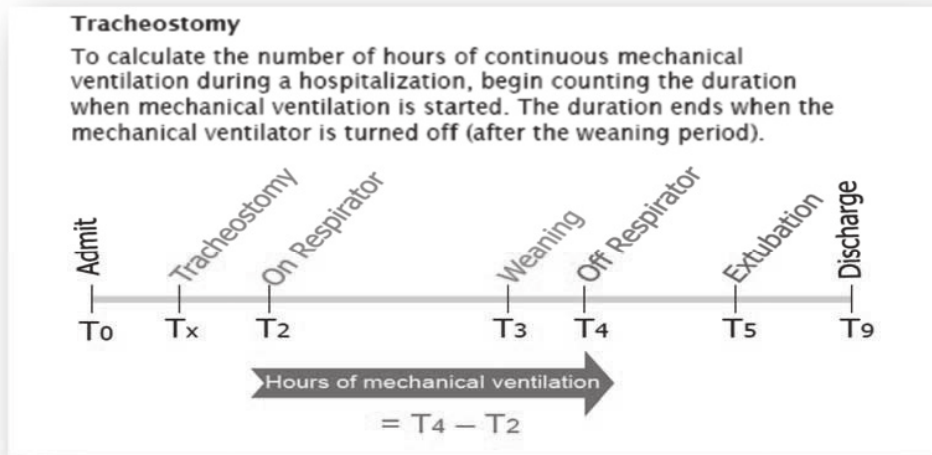 Tracheostomy
To calculate the number of hours of continuous mechanical
ventilation during a hospitalization, begin counting the duration
when mechanical ventilation is started. The duration ends when the
mechanical ventilator is turned off (after the weaning period).
Admit
Tracheostomy
On Respirator
Weaning
Off Respirator
Extubation
Discharge
T0 Tx T2 T3 T4 T5 T9
Hours of mechanical ventilation
= T4 – T2